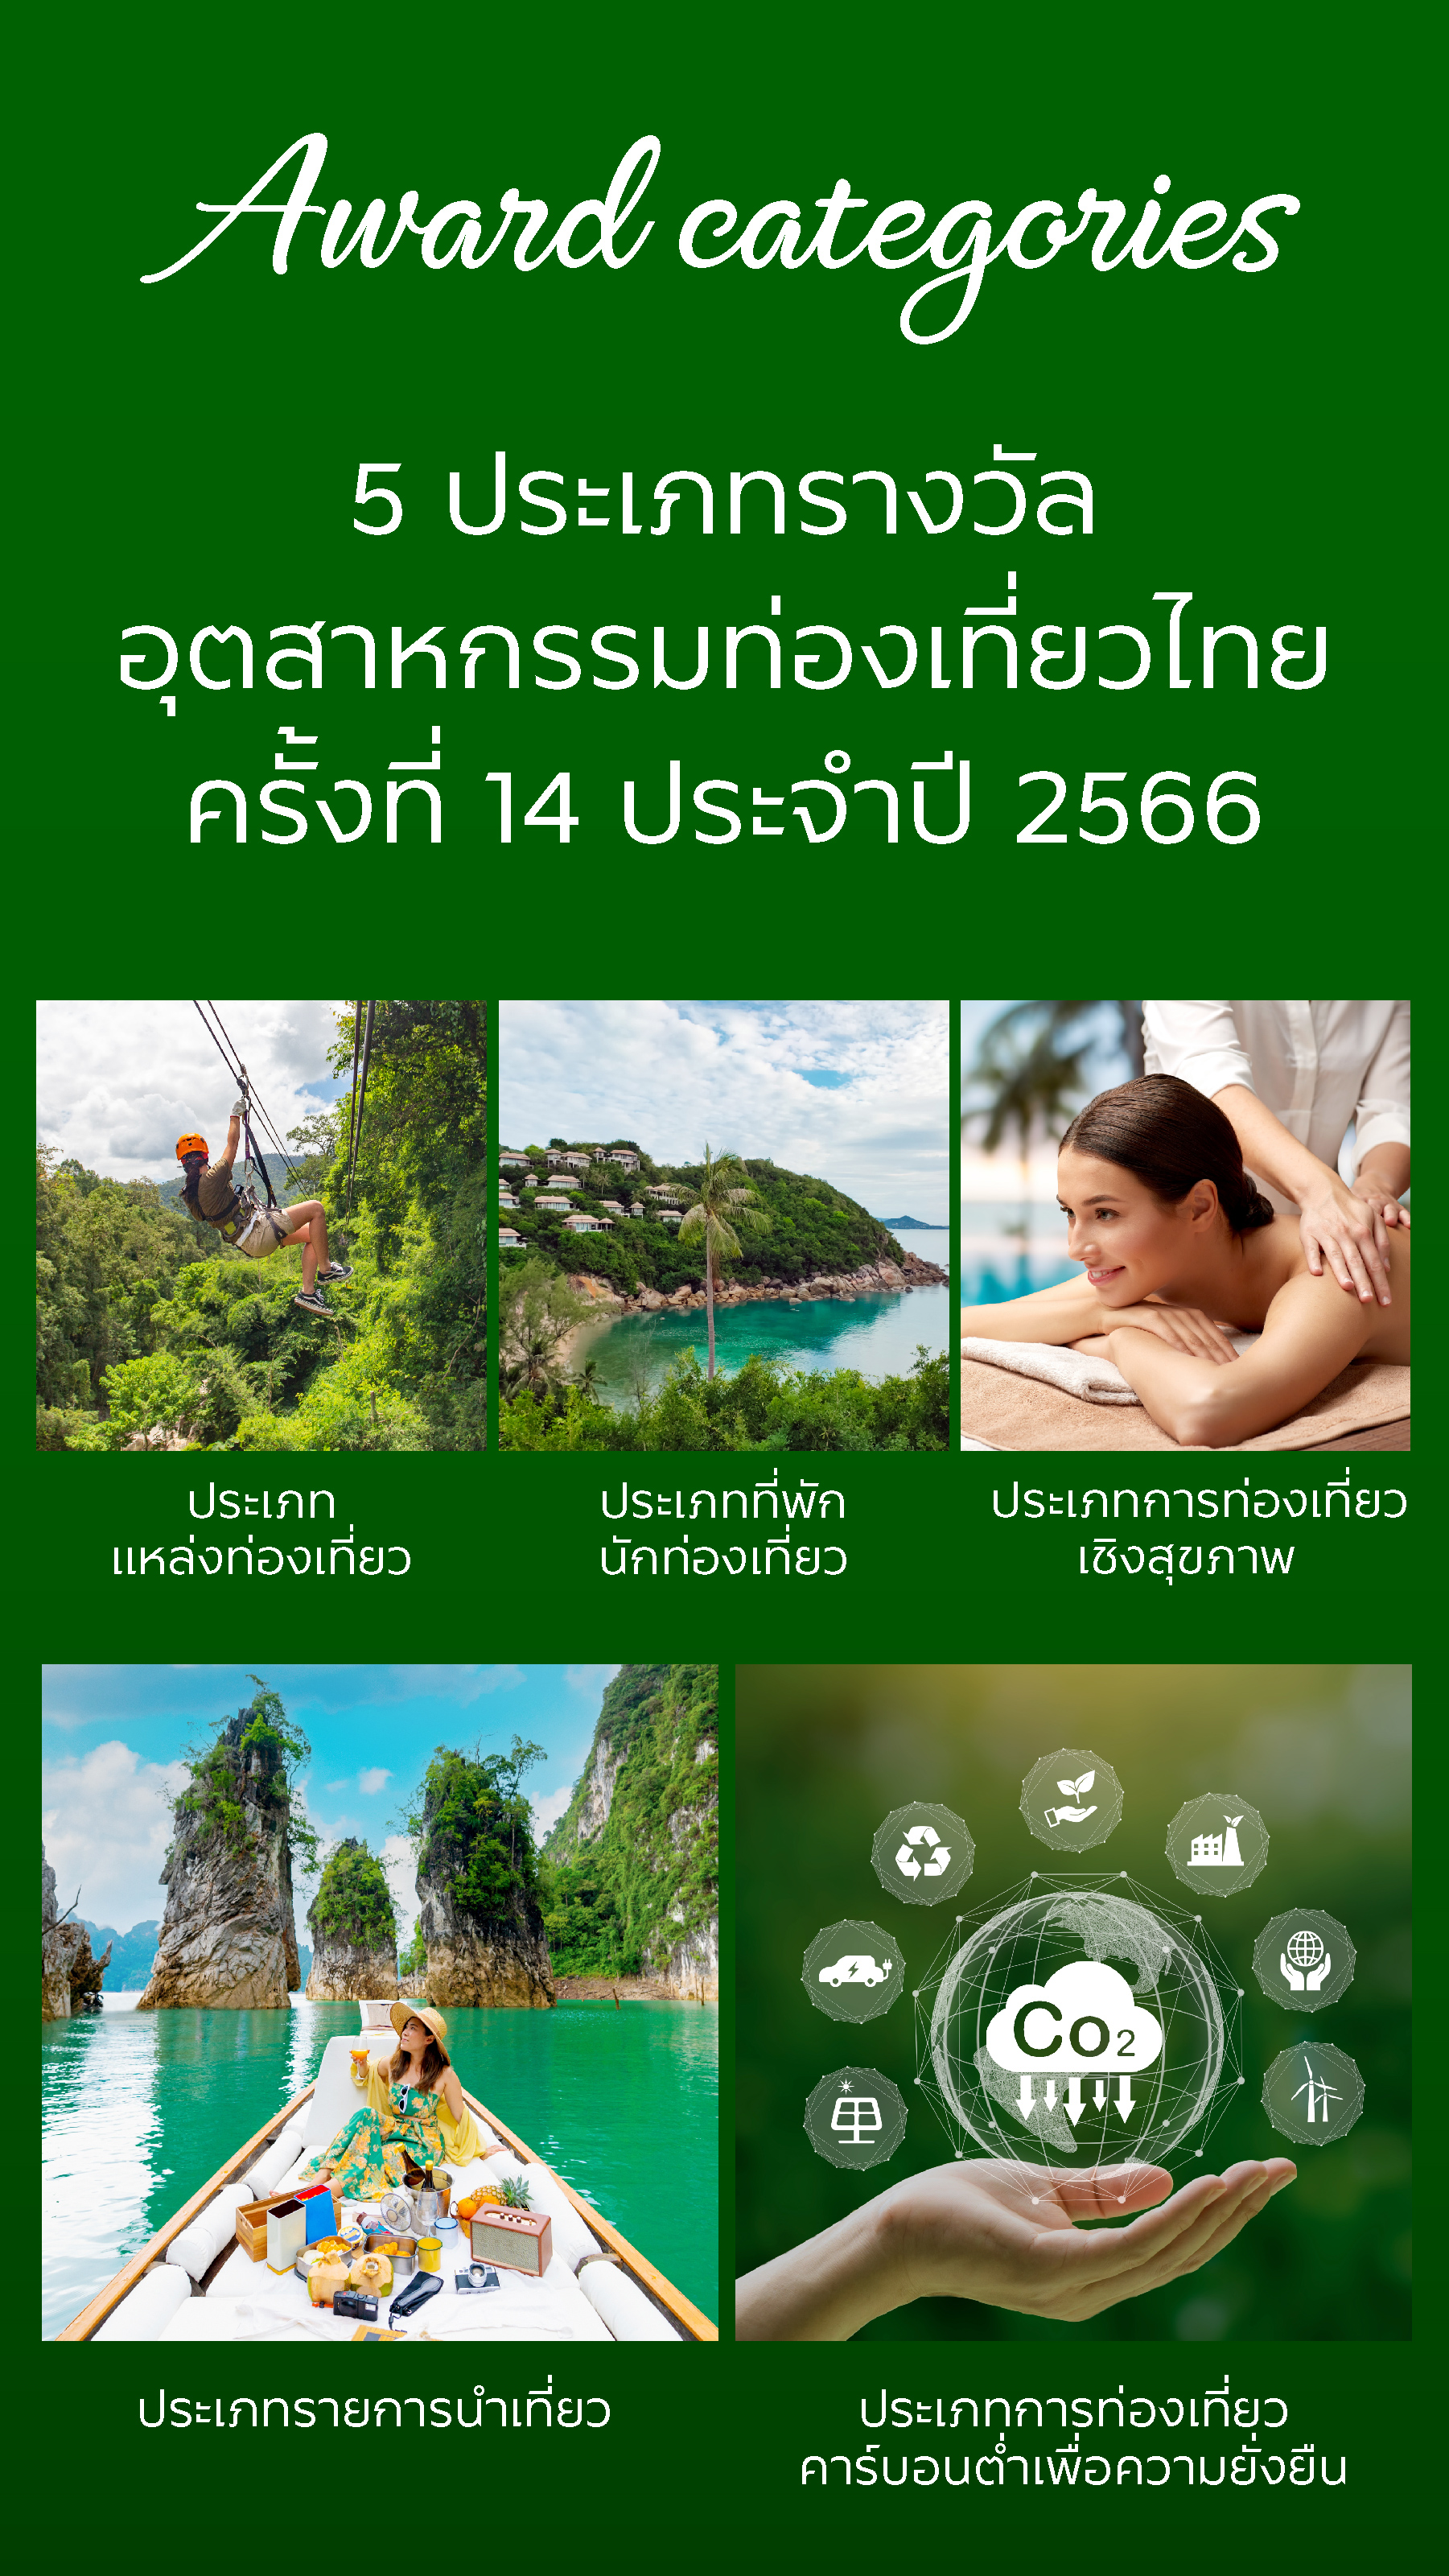 Award categories
5 ประเภทรางวัล
อุตสาหกรรมท่องเที่ยวไทย
ครั้งที่ 14 ประจำปี 2566
ประเภท
แหล่งท่องเที่ยว
ประเภทที่พัก
นักท่องเที่ยว
ประเภทการท่องเที่ยว
เชิงสุขภาพ
Co2
ประเภทรายการนำเที่ยว
ประเภทการท่องเที่ยว
คาร์บอนต่ำเพื่อความยั่งยืน